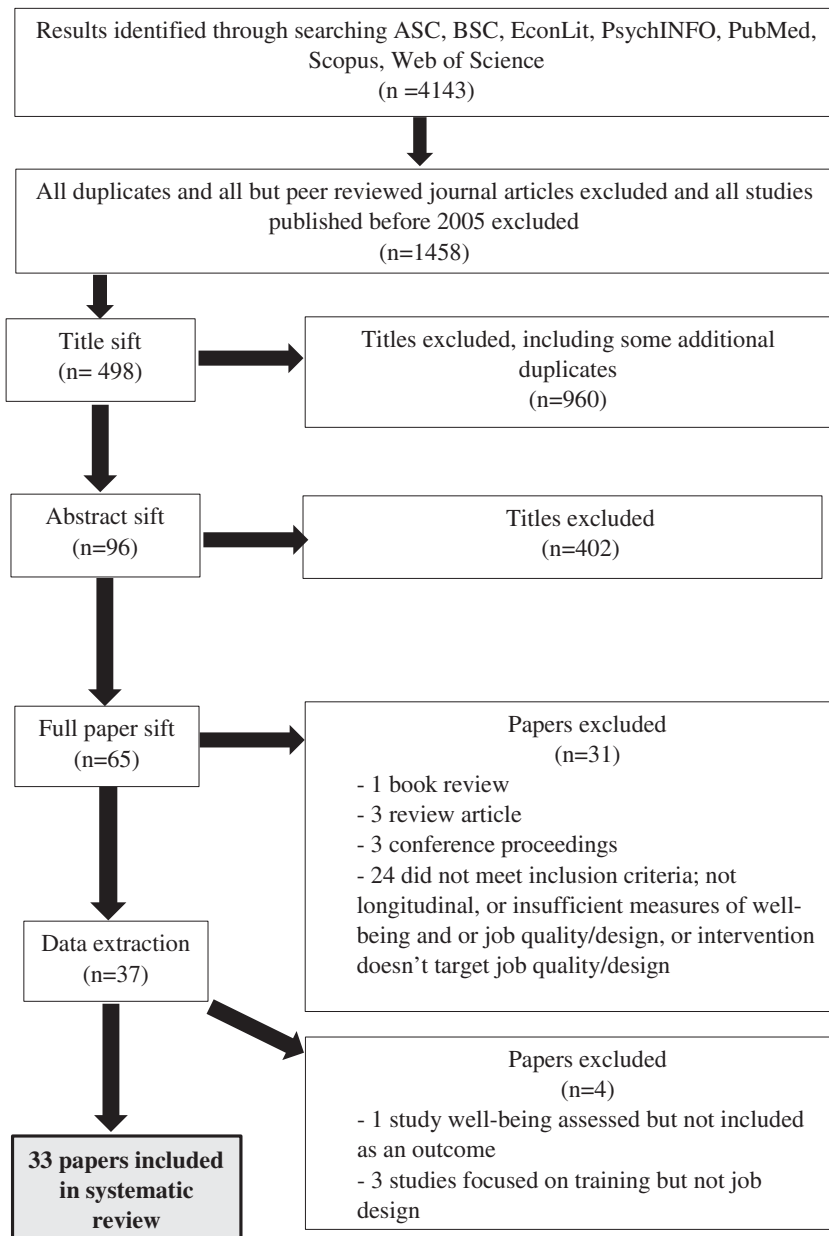 Results identified through searching ASC, BSC, EconLit, PsychINFO, PubMed,
Scopus, Web of Science
(n =4143)
All duplicates and all but peer reviewed journal articles excluded and all studies
published before 2005 excluded
(n=1458)
Title sift
(n= 498)
Titles excluded, including some additional
duplicates
(n=960)
Abstract sift
(n=96)
Titles excluded
(n=402)
Full paper sift
(n=65)
Papers excluded
(n=31)
- 1 book review
- 3 review article
- 3 conference proceedings
- 24 did not meet inclusion criteria; not
longitudinal, or insufficient measures of well-
being and or job quality/design, or intervention
doesn't target job quality/design
Data extraction
(n=37)
Papers excluded
(n=4)
- 1 study well-being assessed but not included
as an outcome
- 3 studies focused on training but not job
design
33 papers included
in systematic
review